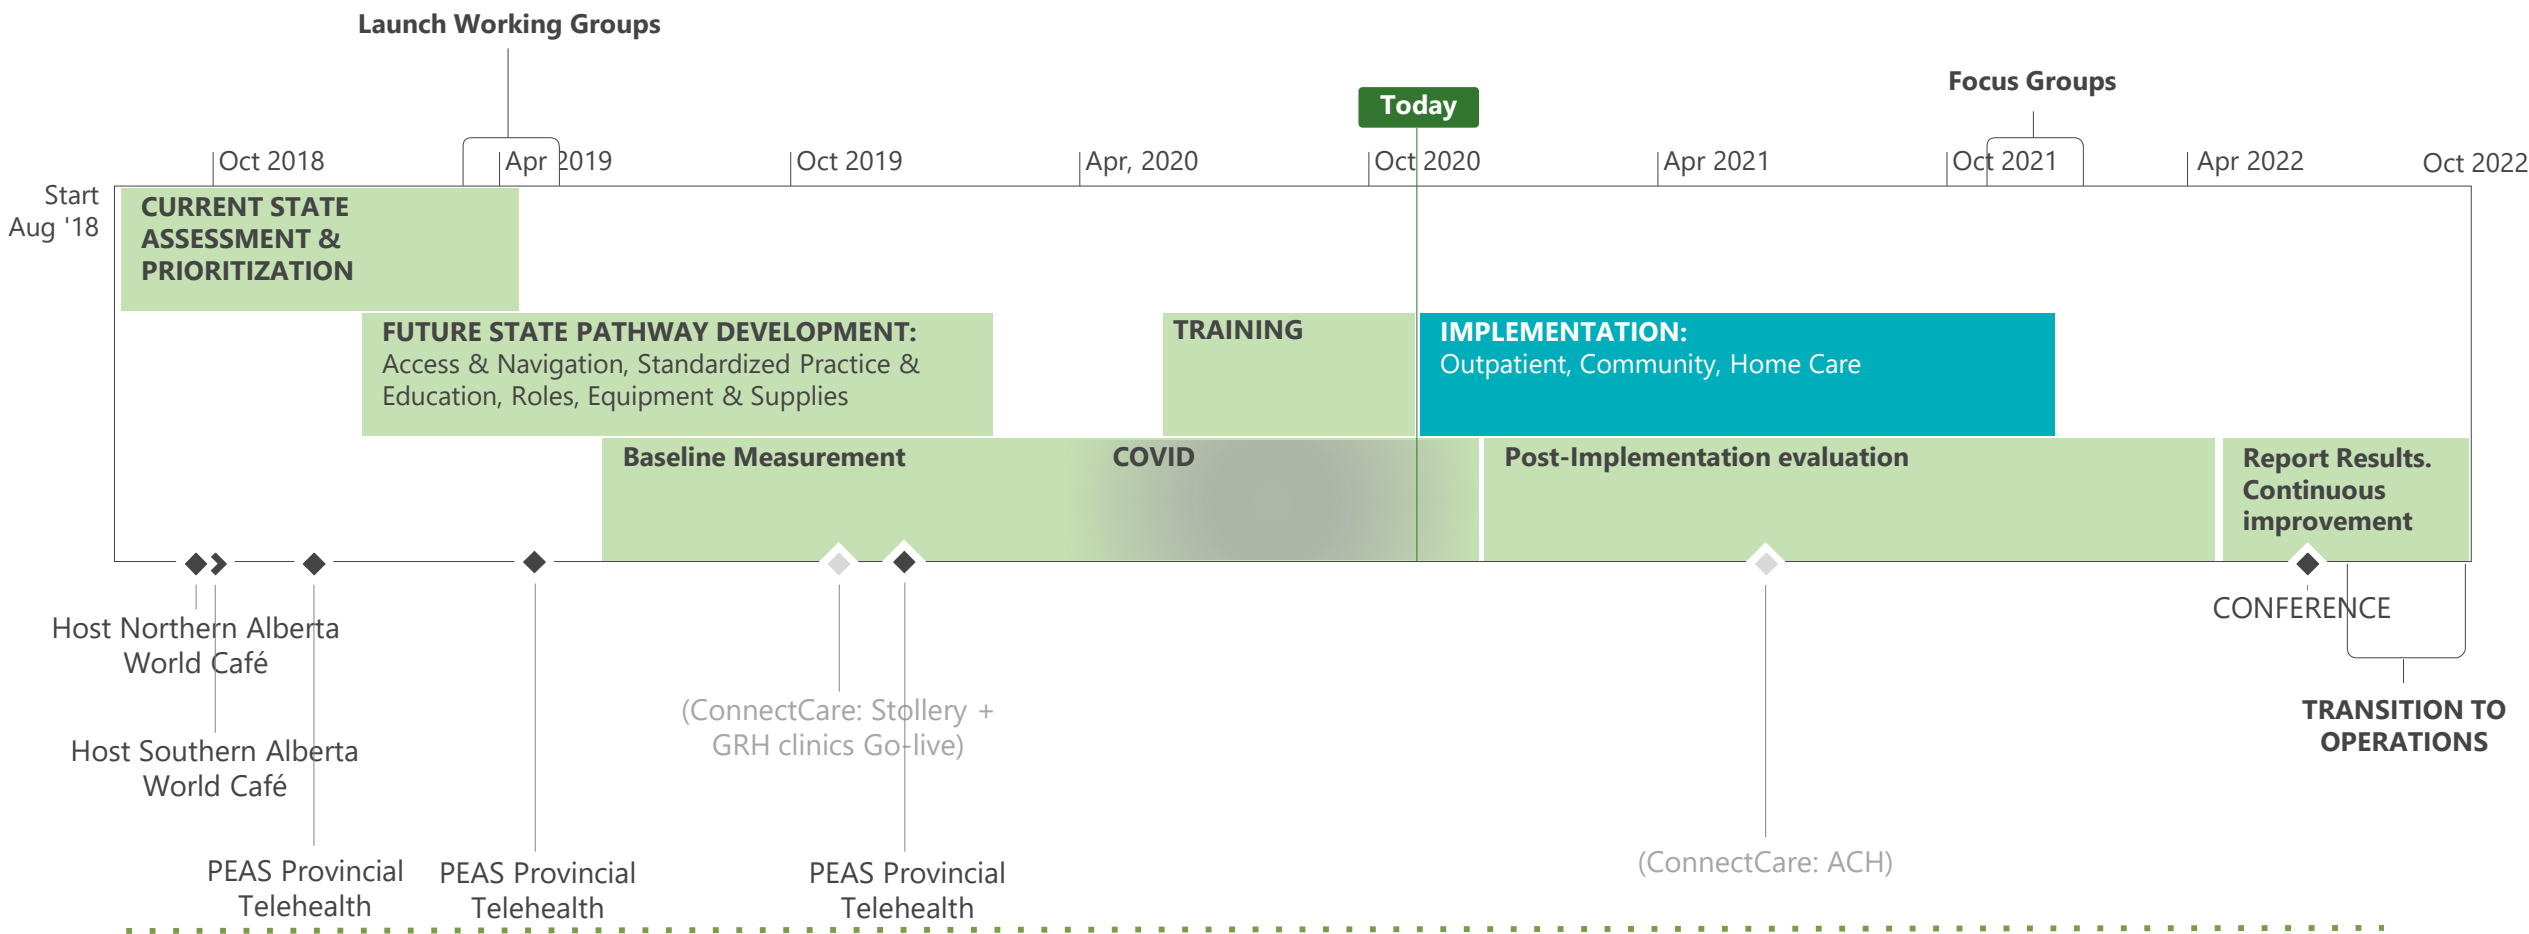 Launch Working Groups
Focus Groups
Today
Oct 2018
Apr 2019
Oct 2019
Apr, 2020
Oct 2020
Apr 2021
Oct 2021
Apr 2022
Oct 2022
Start
Aug '18
CURRENT STATE
ASSESSMENT &
PRIORITIZATION
FUTURE STATE PATHWAY DEVELOPMENT:
Access & Navigation, Standardized Practice &
Education, Roles, Equipment & Supplies
TRAINING
IMPLEMENTATION:
Outpatient, Community, Home Care
Baseline Measurement
COVID
Post-Implementation evaluation
Report Results.
Continuous
improvement
Host Northern Alberta
World Café
CONFERENCE
(ConnectCare: Stollery +
GRH clinics Go-live)
TRANSITION TO
OPERATIONS
Host Southern Alberta
World Café
PEAS Provincial
Telehealth
PEAS Provincial
Telehealth
PEAS Provincial
Telehealth
(ConnectCare: ACH)